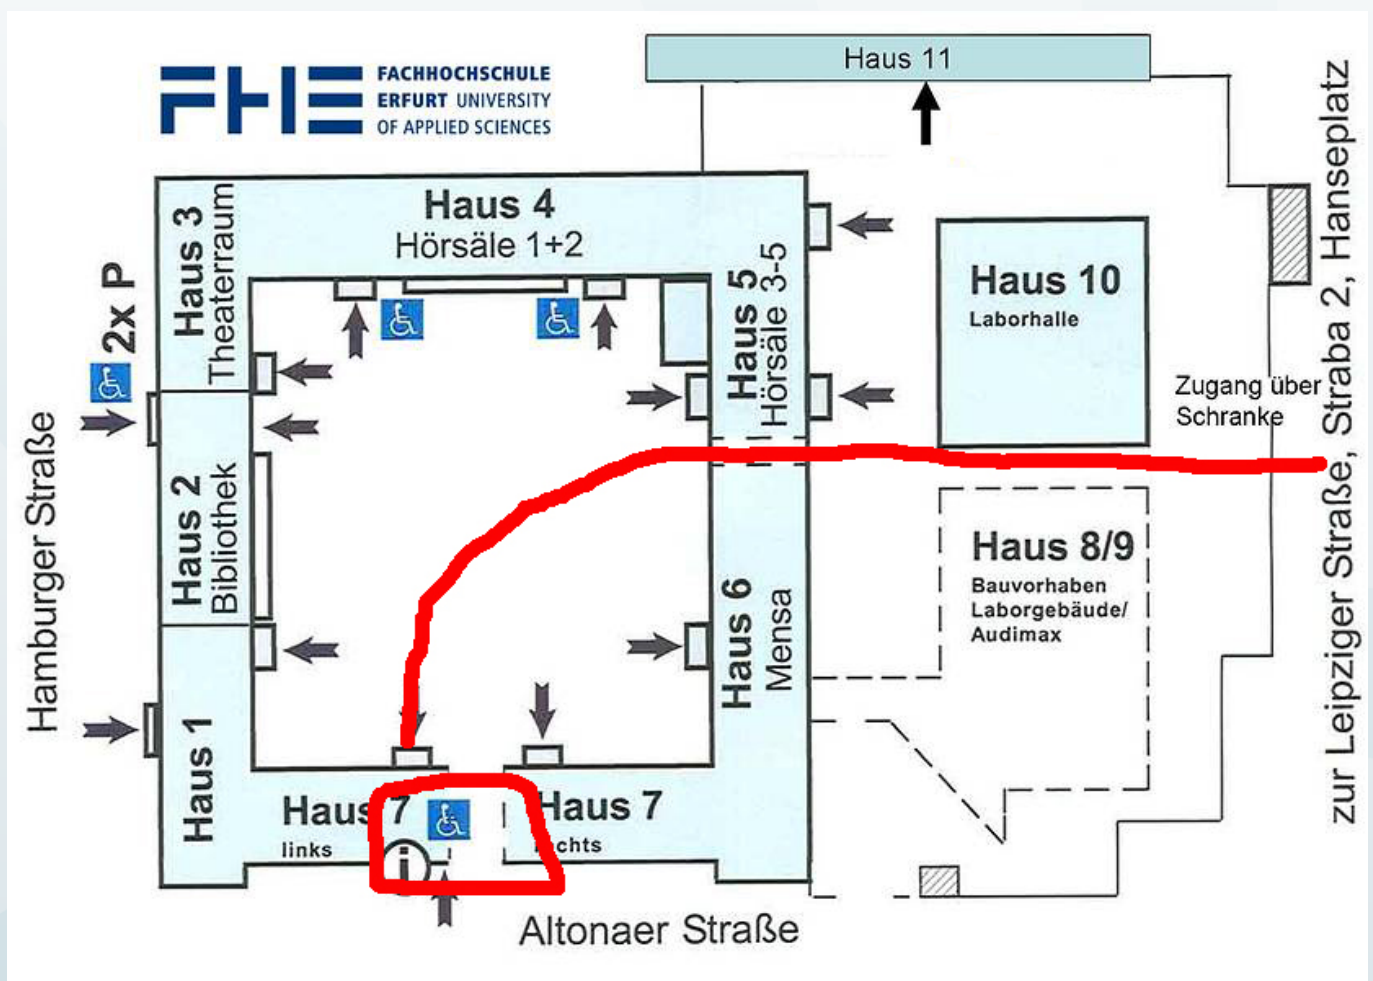 FHE
FACHHOCHSCHULE
ERFURT UNIVERSITY
OF APPLIED SCIENCES
Haus 11
Haus 4
Hörsäle 1+2
Haus 3
Theaterraum
2x P
Haus 5
Hörsäle 3-5
Haus 10
Laborhalle
Zugang über
Schranke
zur Leipziger Straße, Straba 2, Hanseplatz
Hamburger Straße
Haus 2
Bibliothek
Haus 6
Mensa
Haus 8/9
Bauvorhaben
Laborgebäude/
Audimax
Haus 1
Haus 7
links
i
Haus 7
rechts
Altonaer Straße